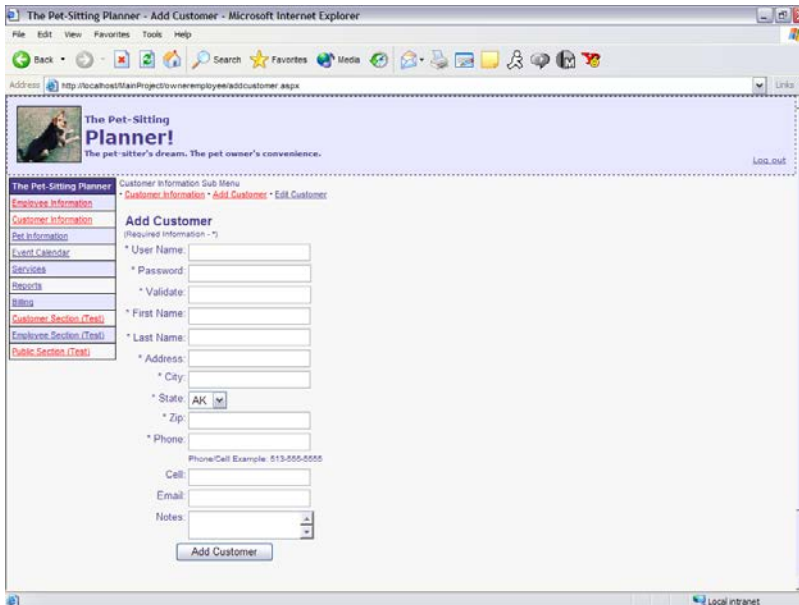 The Pet-Sitting Planner - Add Customer - Microsoft Internet Explorer
File Edit View Favorites Tools Help
Back Search Favorites Media
Address http://localhost/MainProject/owneremployee/addcustomer.aspx Links
The Pet-Sitting
Planner!
The pet-sitter's dream. The pet owner's convenience.
Log out
The Pet-Sitting Planner
Employee Information
Customer Information
Pet Information
Event Calendar
Services
Reports
Billing
Customer Section (Test)
Employee Section (Test)
Public Section (Test)
Customer Information Sub Menu
• Customer Information • Add Customer • Edit Customer
Add Customer
(Required Information - *)
* User Name:
* Password:
* Validate:
* First Name:
* Last Name:
* Address:
* City:
* State: AK
* Zip:
* Phone:
Phone/Cell Example: 513-555-5555
Cell:
Email:
Notes:
Add Customer
Local intranet